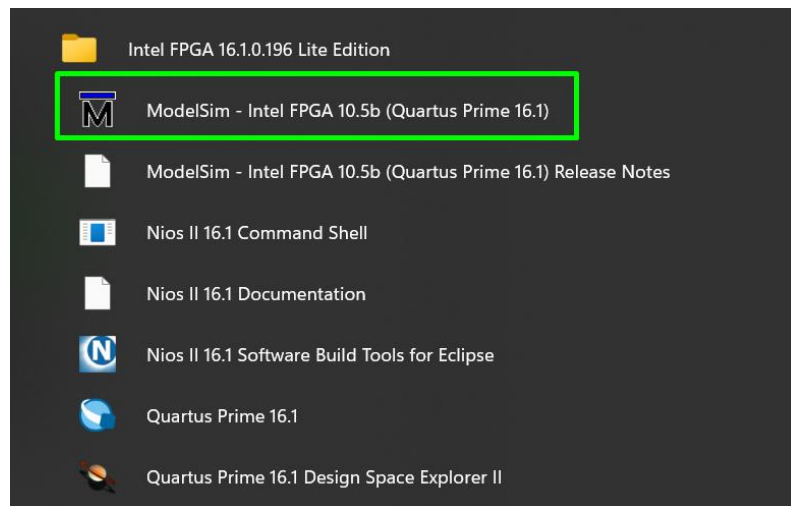 Intel FPGA 16.1.0.196 Lite Edition
ModelSim - Intel FPGA 10.5b (Quartus Prime 16.1)
ModelSim - Intel FPGA 10.5b (Quartus Prime 16.1) Release Notes
Nios II 16.1 Command Shell
Nios II 16.1 Documentation
Nios II 16.1 Software Build Tools for Eclipse
Quartus Prime 16.1
Quartus Prime 16.1 Design Space Explorer II